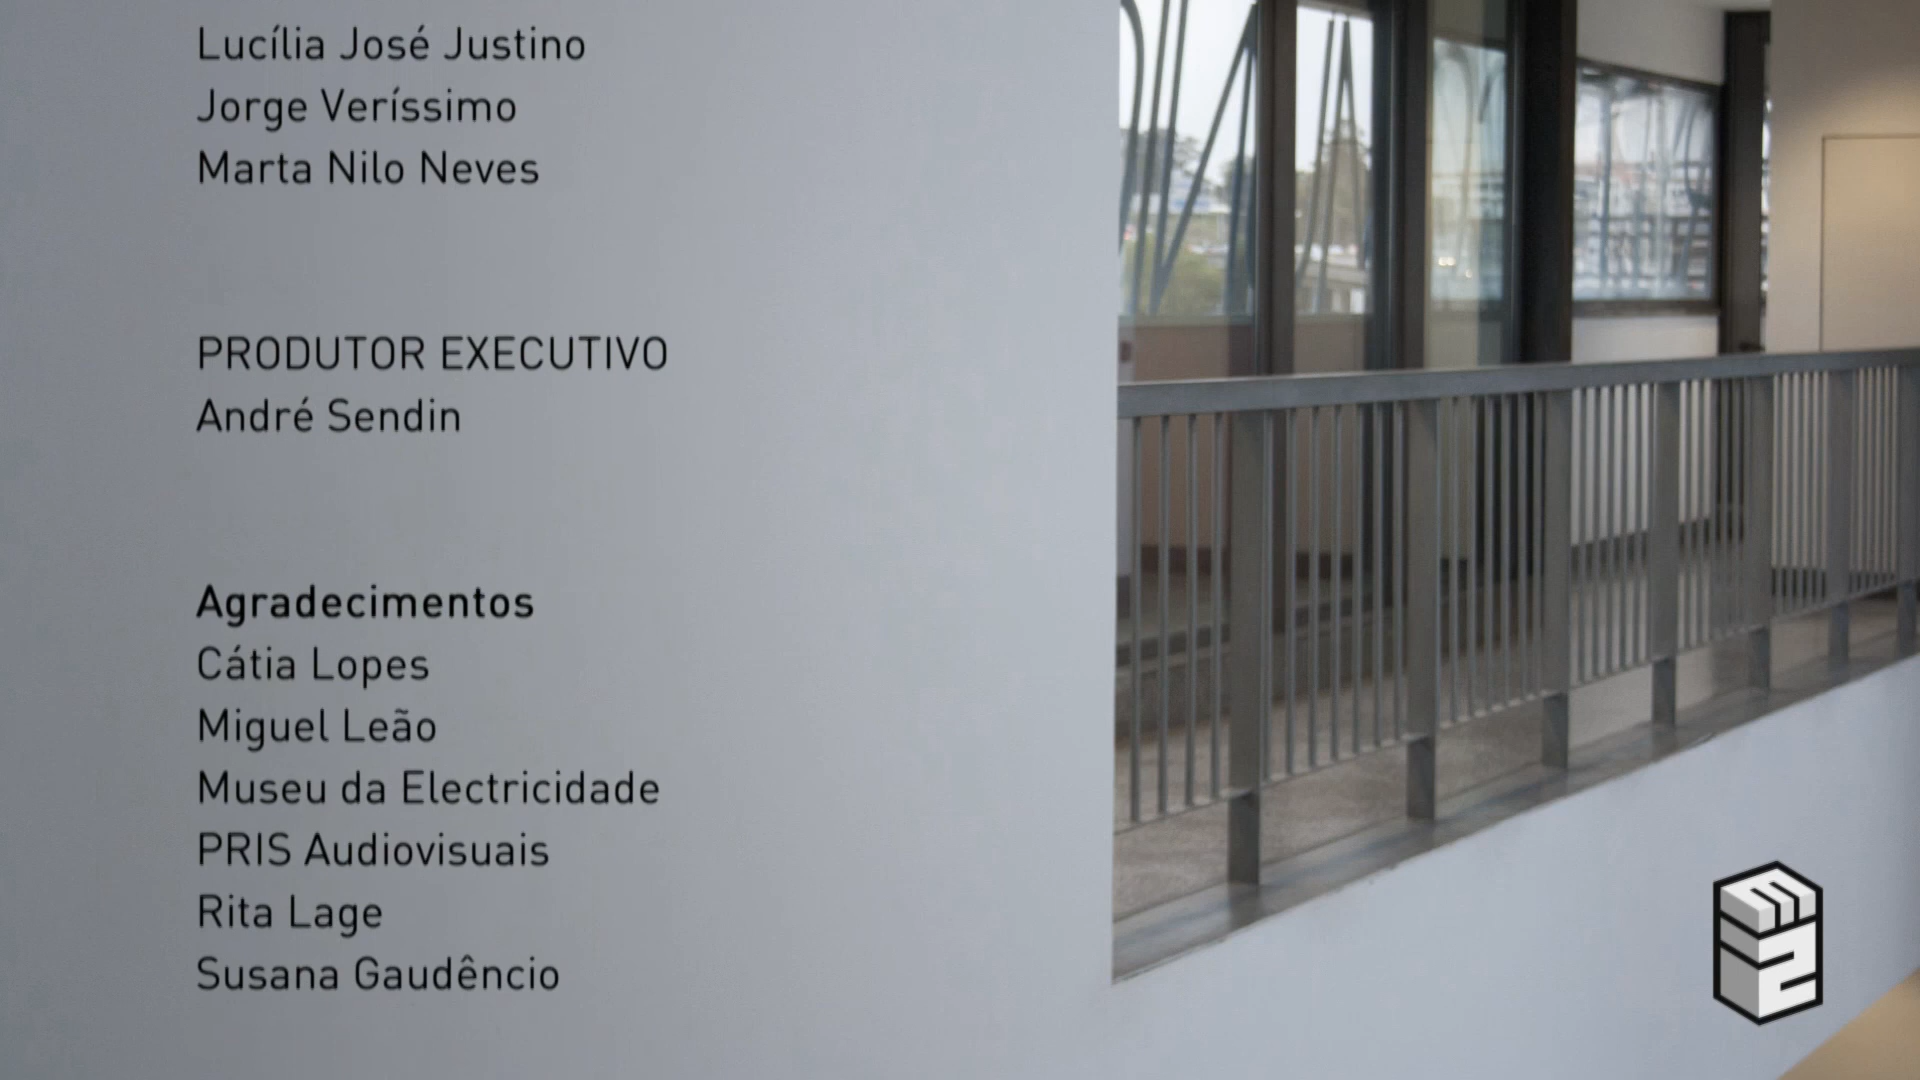 Lucília José Justino
Jorge Veríssimo
Marta Nilo Neves
PRODUTOR EXECUTIVO
André Sendin
Agradecimentos
Cátia Lopes
Miguel Leão
Museu da Electricidade
PRIS Audiovisuais
Rita Lage
Susana Gaudêncio
m2